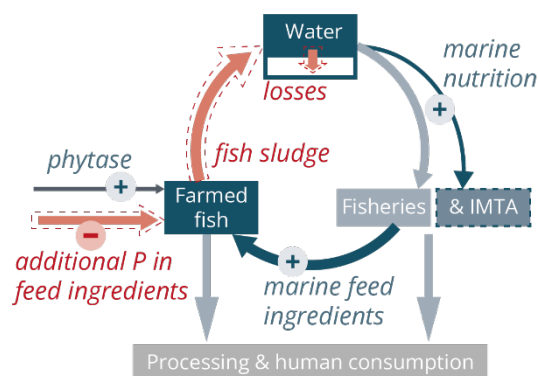 Water
losses
marine
nutrition
+
fish sludge
phytase
+
Farmed
fish
Fisheries
& IMTA
−
additional P in
feed ingredients
+
marine feed
ingredients
Processing & human consumption